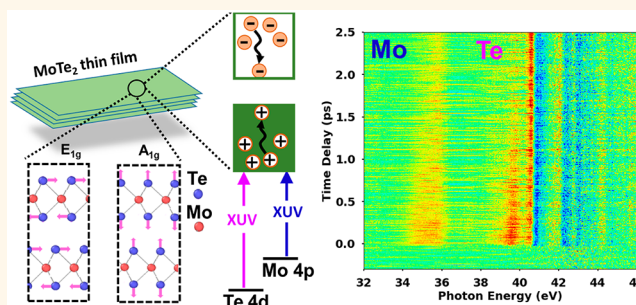 MoTe2 thin film
E1g
A1g
Te
Mo
XUV
XUV
Mo 4p
Te 4d
Mo
Te
Time Delay (ps)
2.5
2.0
1.5
1.0
0.5
0.0
32 34 36 38 40 42 44
Photon Energy (eV)